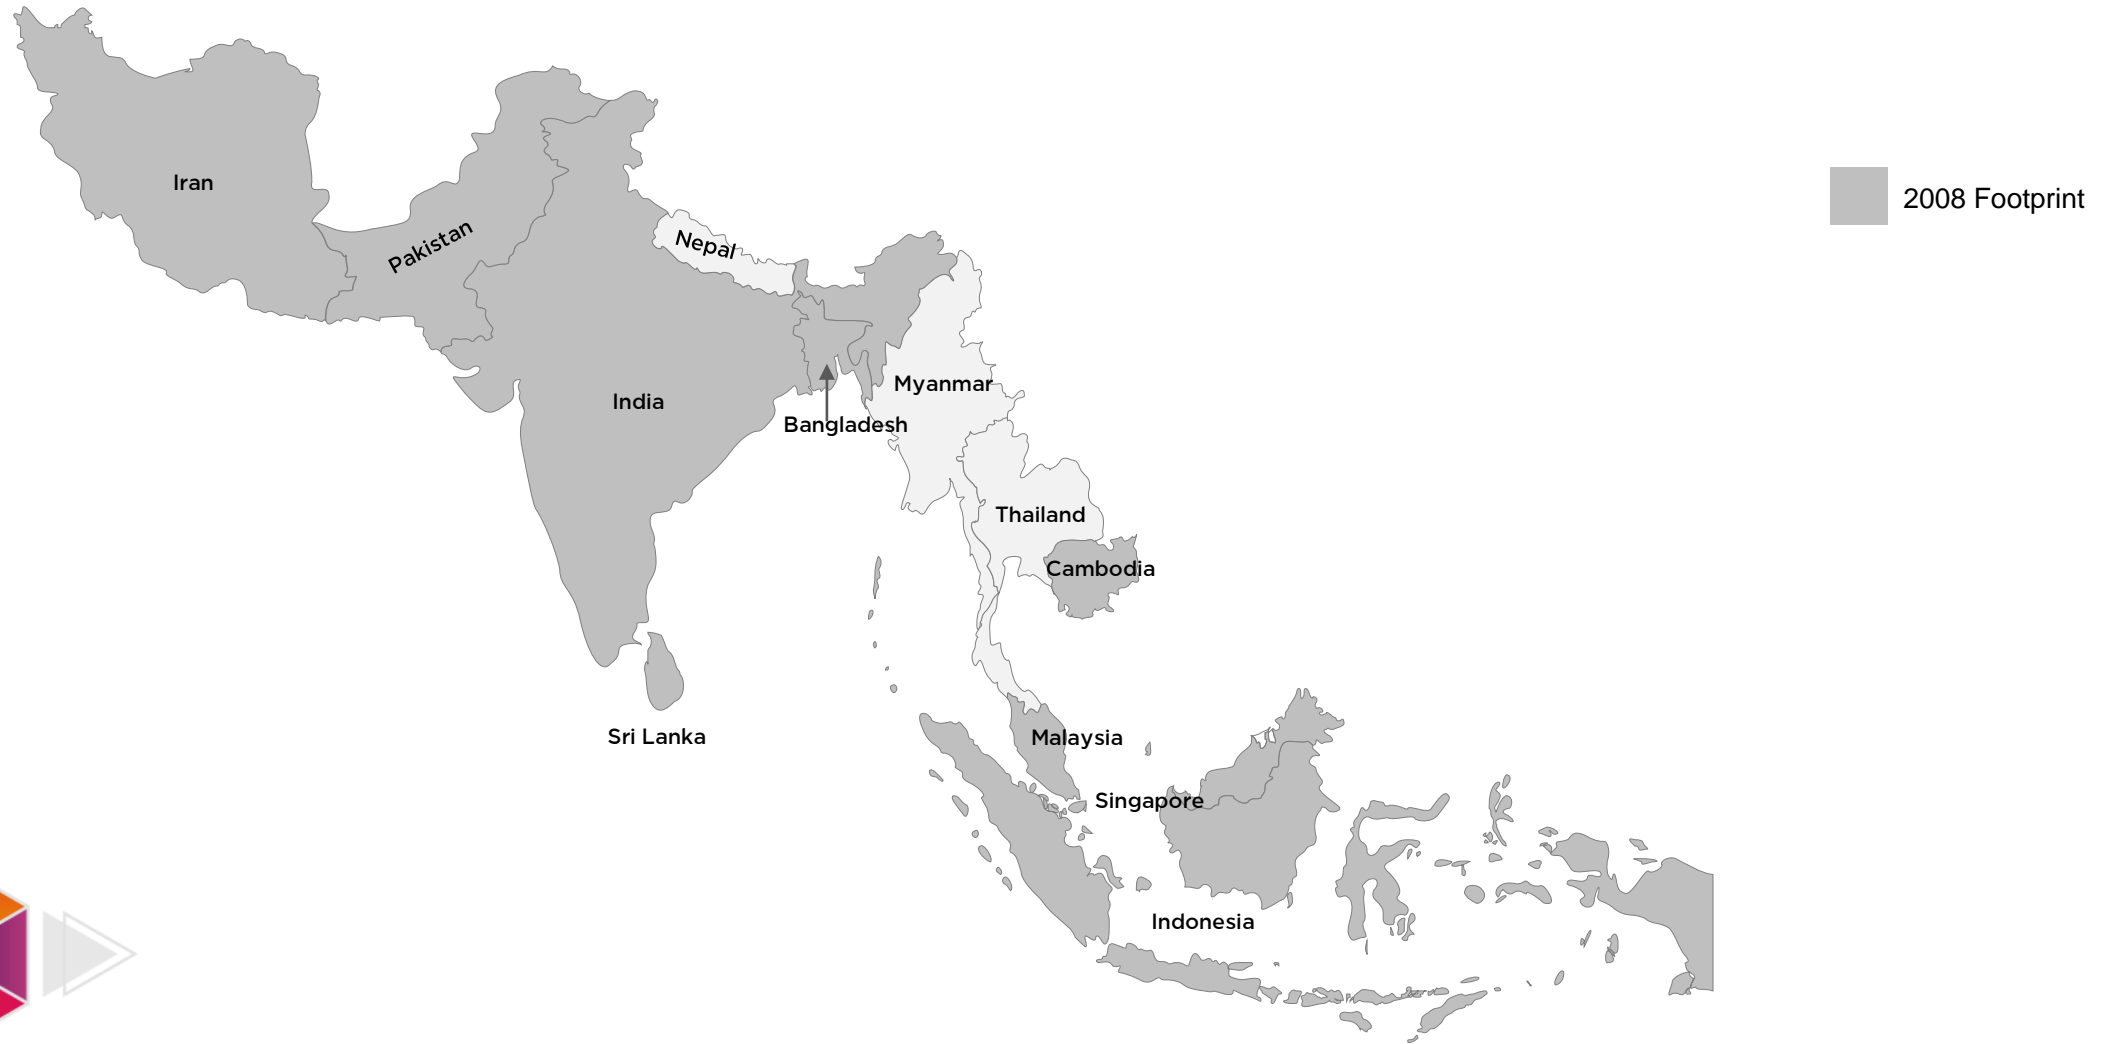 Iran
2008 Footprint
Pakistan
Nepal
Myanmar
India
Bangladesh
Thailand
Cambodia
Sri Lanka
Malaysia
Singapore
Indonesia